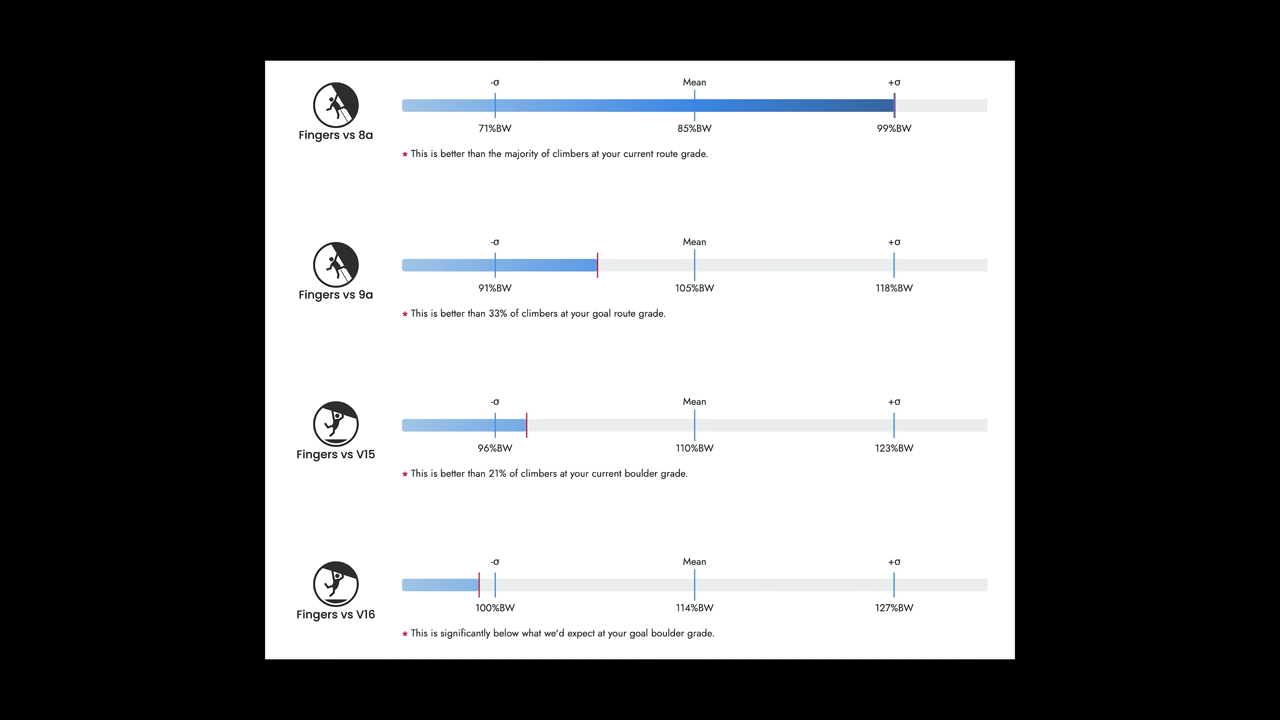 -σ Mean +σ
Fingers vs 8a
71%BW 85%BW 99%BW
* This is better than the majority of climbers at your current route grade.
-σ Mean +σ
Fingers vs 9a
91%BW 105%BW 118%BW
* This is better than 33% of climbers at your goal route grade.
-σ Mean +σ
Fingers vs V15
96%BW 110%BW 123%BW
* This is better than 21% of climbers at your current boulder grade.
-σ Mean +σ
Fingers vs V16
100%BW 114%BW 127%BW
* This is significantly below what we'd expect at your goal boulder grade.